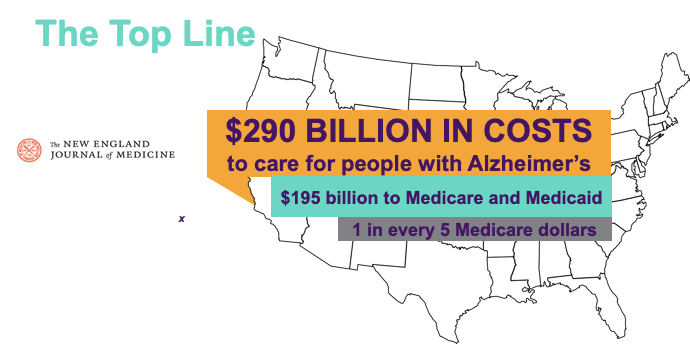 The Top Line
$290 BILLION IN COSTS
to care for people with Alzheimer's
The NEW ENGLAND
JOURNAL of MEDICINE
$195 billion to Medicare and Medicaid
x
1 in every 5 Medicare dollars